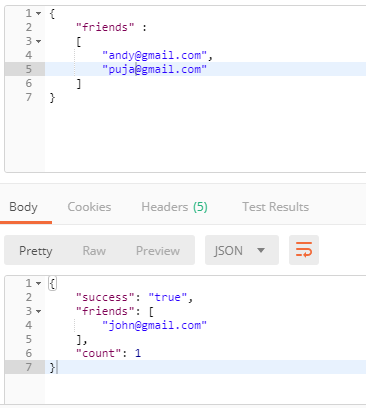 1 {
2 "friends" :
3 [
4 "andy@gmail.com",
5 "puja@gmail.com"
6 ]
7 }
Body Cookies Headers (5) Test Results
Pretty Raw Preview JSON
1 {
2 "success": "true",
3 "friends": [
4 "john@gmail.com"
5 ],
6 "count": 1
7 }